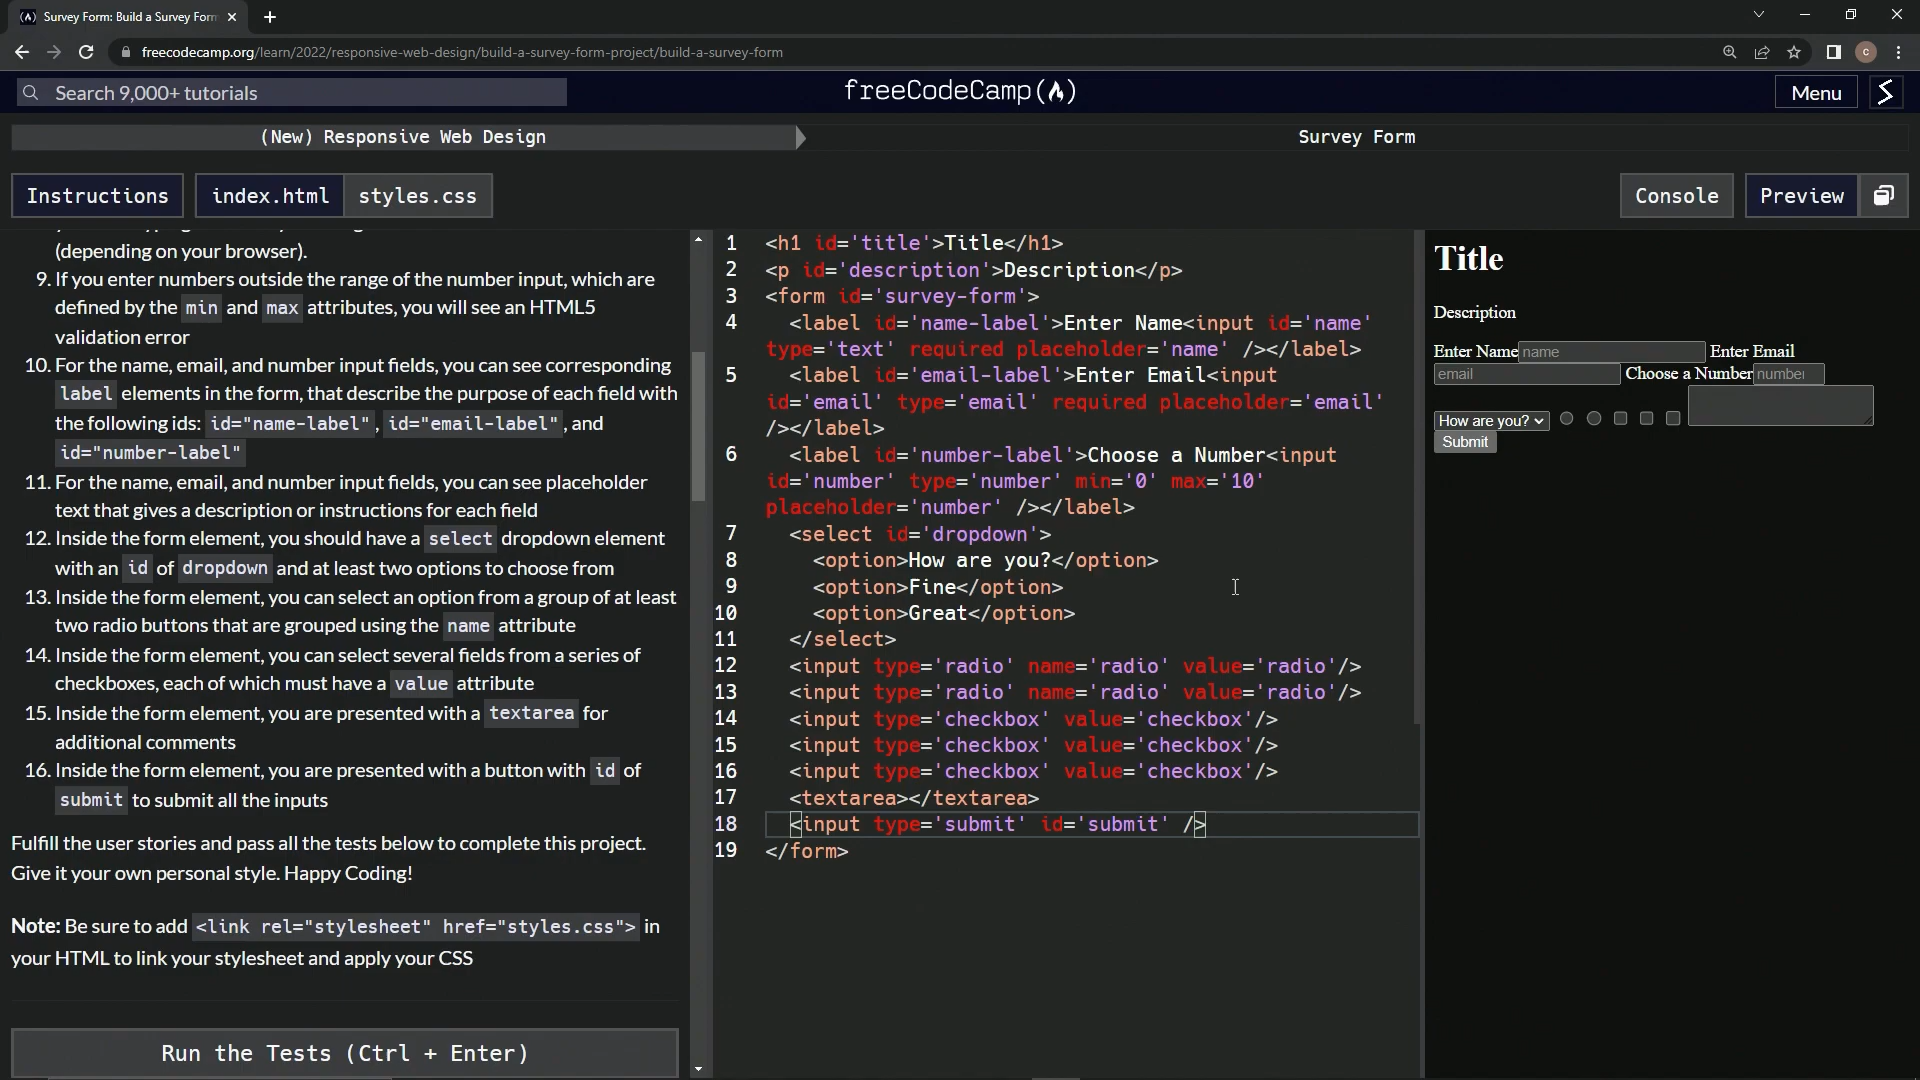 Survey Form: Build a Survey Form
freecodecamp.org/learn/2022/responsive-web-design/build-a-survey-form-project/build-a-survey-form
C
Search 9,000+ tutorials
freeCodeCamp
Menu
(New) Responsive Web Design
Survey Form
Instructions
index.html
styles.css
Console
Preview
(depending on your browser).
9. If you enter numbers outside the range of the number input, which are
defined by the min and max attributes, you will see an HTML5
validation error
10. For the name, email, and number input fields, you can see corresponding
label elements in the form, that describe the purpose of each field with
the following ids: id="name-label", id="email-label", and
id="number-label"
11. For the name, email, and number input fields, you can see placeholder
text that gives a description or instructions for each field
12. Inside the form element, you should have a select dropdown element
with an id of dropdown and at least two options to choose from
13. Inside the form element, you can select an option from a group of at least
two radio buttons that are grouped using the name attribute
14. Inside the form element, you can select several fields from a series of
checkboxes, each of which must have a value attribute
15. Inside the form element, you are presented with a textarea for
additional comments
16. Inside the form element, you are presented with a button with id of
submit to submit all the inputs
Fulfill the user stories and pass all the tests below to complete this project.
Give it your own personal style. Happy Coding!
Note: Be sure to add <link rel="stylesheet" href="styles.css"> in
your HTML to link your stylesheet and apply your CSS
Run the Tests (Ctrl + Enter)
1 <h1 id='title'>Title</h1>
2 <p id='description'>Description</p>
3 <form id='survey-form'>
4 <label id='name-label'>Enter Name<input id='name'
type='text' required placeholder='name' /></label>
5 <label id='email-label'>Enter Email<input
id='email' type='email' required placeholder='email'
/></label>
6 <label id='number-label'>Choose a Number<input
id='number' type='number' min='0' max='10'
placeholder='number' /></label>
7 <select id='dropdown'>
8 <option>How are you?</option>
9 <option>Fine</option>
10 <option>Great</option>
11 </select>
12 <input type='radio' name='radio' value='radio'/>
13 <input type='radio' name='radio' value='radio'/>
14 <input type='checkbox' value='checkbox'/>
15 <input type='checkbox' value='checkbox'/>
16 <input type='checkbox' value='checkbox'/>
17 <textarea></textarea>
18 <input type='submit' id='submit' />
19 </form>
Title
Description
Enter Name name Enter Email
email Choose a Number number
How are you?
Submit